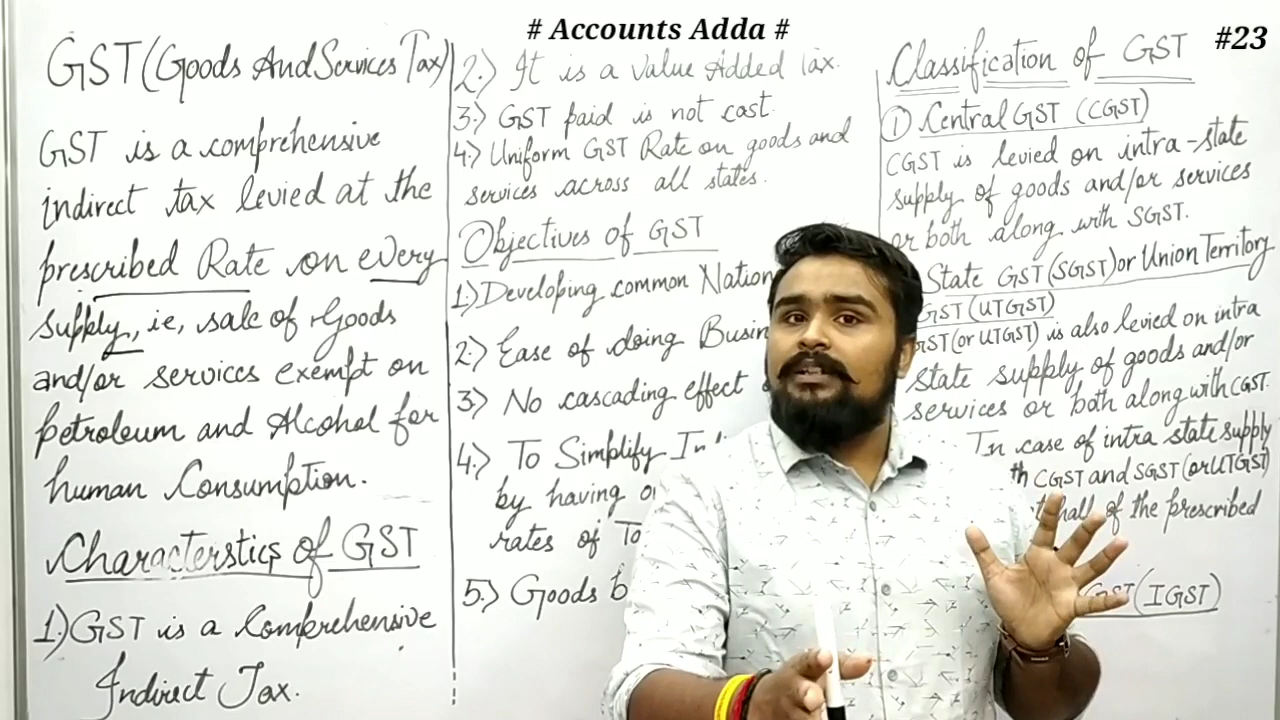 # Accounts Adda #
#23
GST (Goods And Services Tax)
GST is a comprehensive
indirect tax levied at the
prescribed Rate on every
supply, ie, sale of Goods
and/or services exempt on
petroleum and Alcohol for
human Consumption.
Characterstics of GST
1.) GST is a Comprehensive
Indirect Tax.
2.) It is a Value Added Tax.
3.) GST paid is not cost.
4.) Uniform GST Rate on goods and
services across all states.
Objectives of GST
1.) Developing common Nation
2.) Ease of doing Busin
3.) No cascading effect
4.) To Simplify In
by having
rates of
5.) Goods
Classification of GST
① Central GST (CGST)
CGST is levied on intra-state
supply of goods and/or services
or both along with SGST.
State GST (SGST) or Union Territory
GST (UTGST)
GST (or UTGST) is also levied on intra
state supply of goods and/or
services or both along with CGST.
In case of intra state supply
th CGST and SGST (or UTGST)
half of the prescribed
GST (IGST)